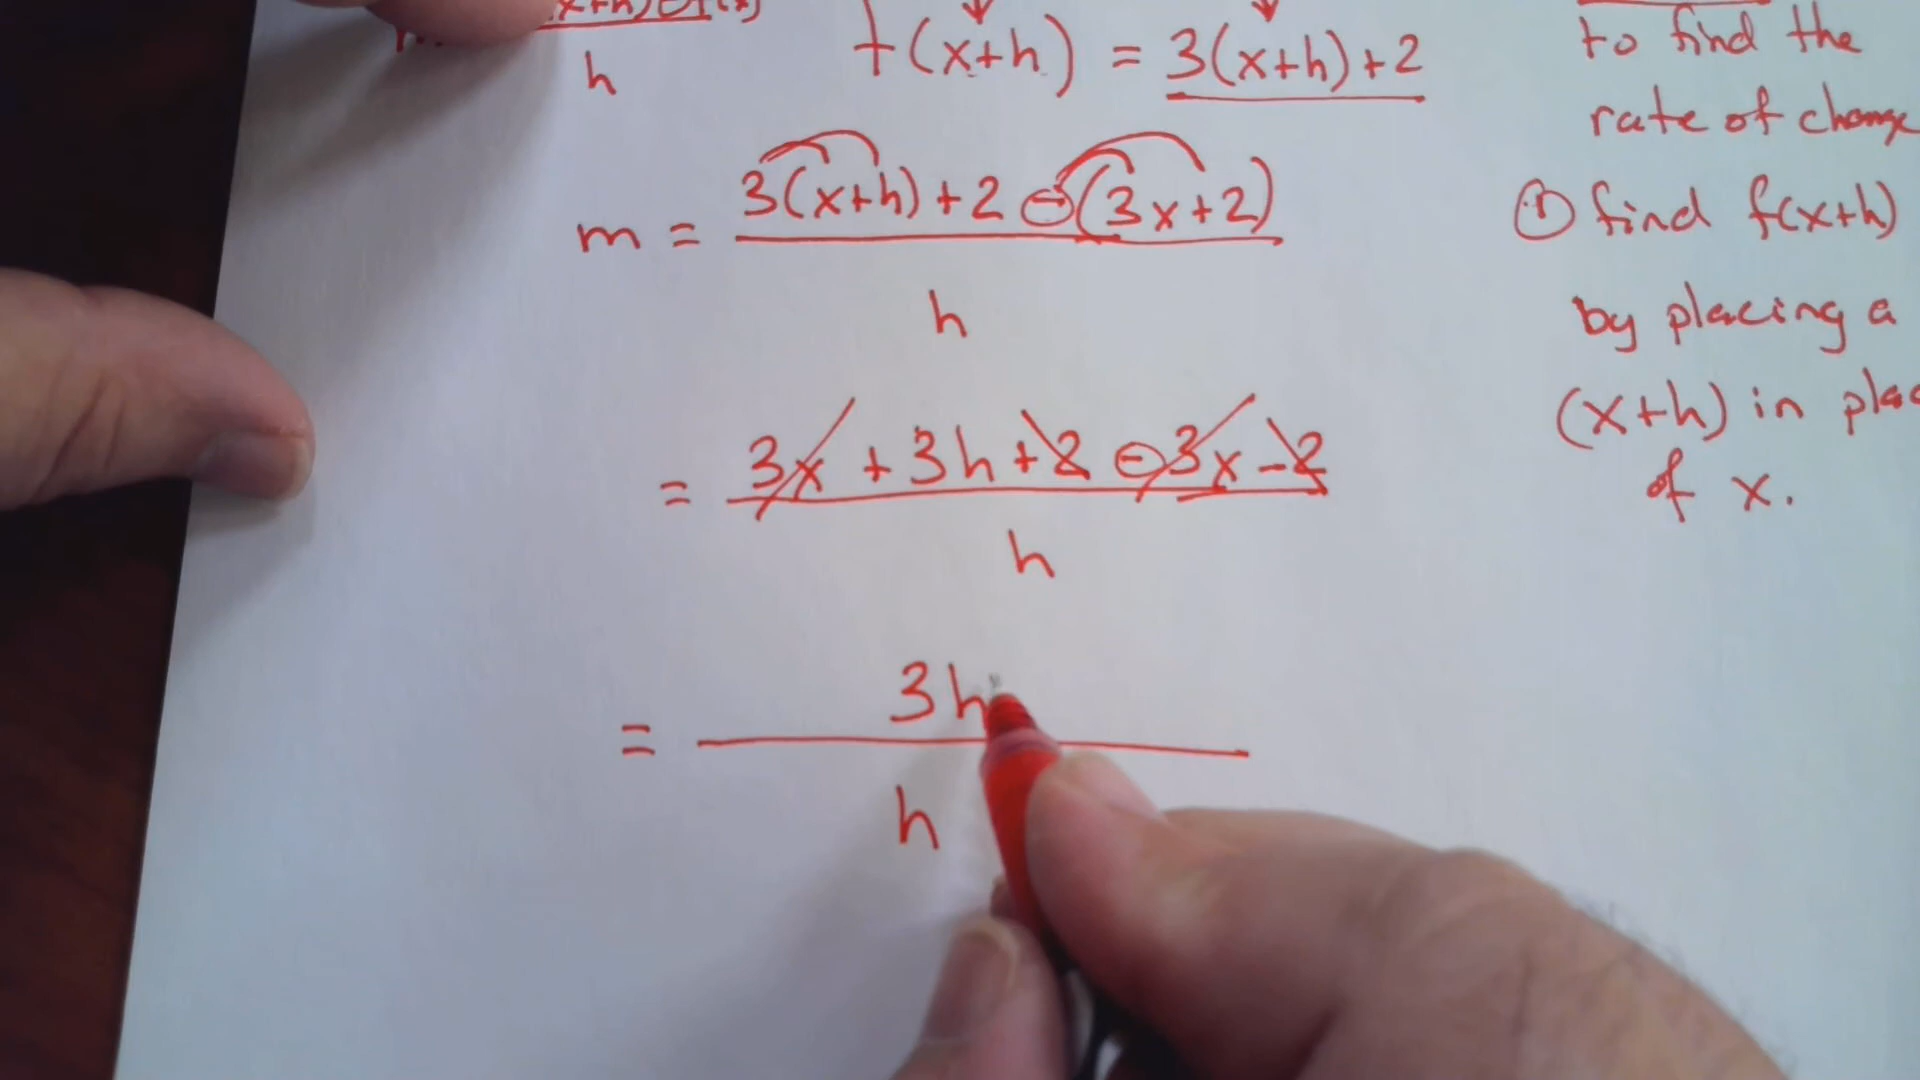 (x+h)⊖f(x)
h
f(x+h) = 3(x+h)+2
m = 3(x+h)+2⊖(3x+2)
h
= 3x+3h+2⊖3x-2
h
= 3h
h
to find the
rate of change
① find f(x+h)
by placing a
(x+h) in plac
of x.